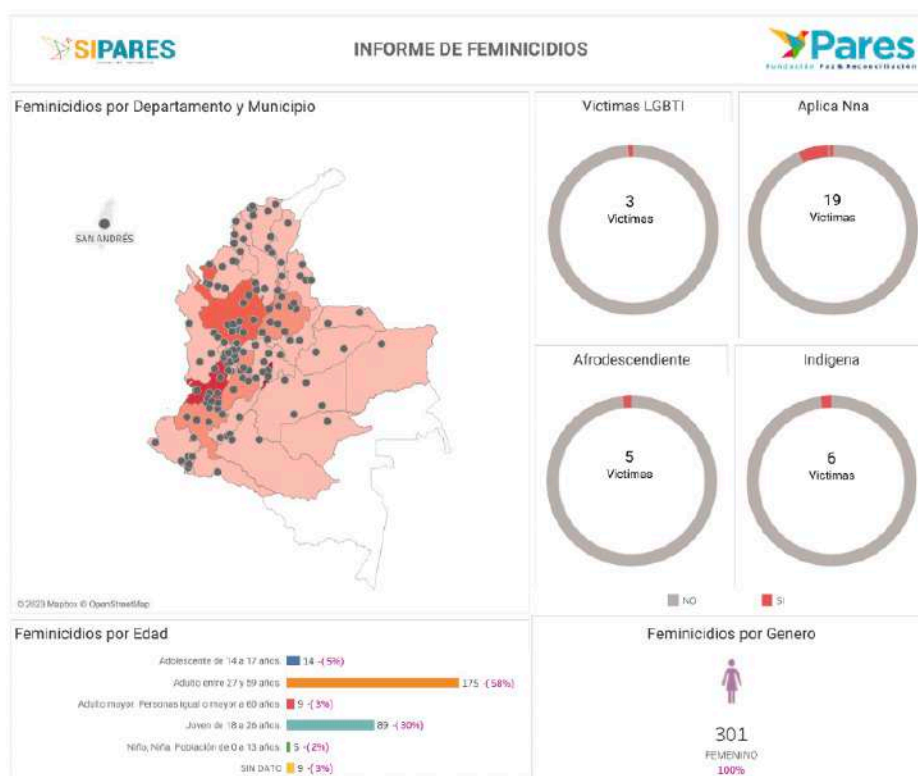 SIPARES
INFORME DE FEMINICIDIOS
Pares
Fundación Paz & Reconciliación
Feminicidios por Departamento y Municipio
SAN ANDRÉS
© 2023 Mapbox © OpenStreetMap
Victimas LGBTI
3
Victimas
Aplica Nna
19
Victimas
Afrodescendiente
5
Victimas
Indigena
6
Victimas
NO
SI
Feminicidios por Edad
Adolescente de 14 a 17 años. 14 -( 5%)
Adulto entre 27 y 59 años. 175 -( 58%)
Adulto mayor. Personas igual o mayor a 60 años. 9 -( 3%)
Joven de 18 a 26 años. 89 -( 30%)
Niño, Niña. Población de 0 a 13 años. 5 -( 2%)
SIN DATO 9 -( 3%)
Feminicidios por Genero
301
FEMENINO
100%